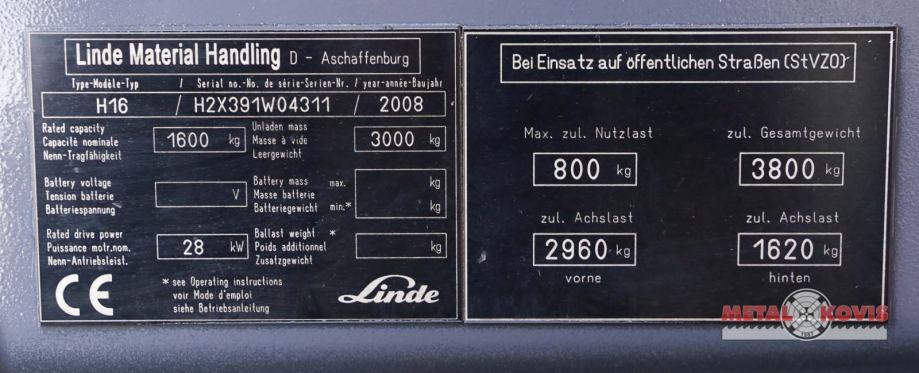 Linde Material Handling D - Aschaffenburg
Type-Modèle-Typ / Serial no.-No. de série-Serien-Nr. / year-année-Baujahr
H16 / H2X391W04311 / 2008
Rated capacity
Capacité nominale
Nenn-Tragfähigkeit
1600 kg
Unladen mass
Masse à vide
Leergewicht
3000 kg
Battery voltage
Tension batterie
Batteriespannung
V
Battery mass max.
Masse batterie
Batteriegewicht min.*
kg
kg
Rated drive power
Puissance motr.nom.
Nenn-Antriebsleist.
28 kW
Ballast weight *
Poids additionnel
Zusatzgewicht
kg
CE
* see Operating instructions
voir Mode d'emploi
siehe Betriebsanleitung
Linde
Bei Einsatz auf öffentlichen Straßen (StVZO)
Max. zul. Nutzlast
800 kg
zul. Gesamtgewicht
3800 kg
zul. Achslast
2960 kg
vorne
zul. Achslast
1620 kg
hinten
METAL KOVIS
1987